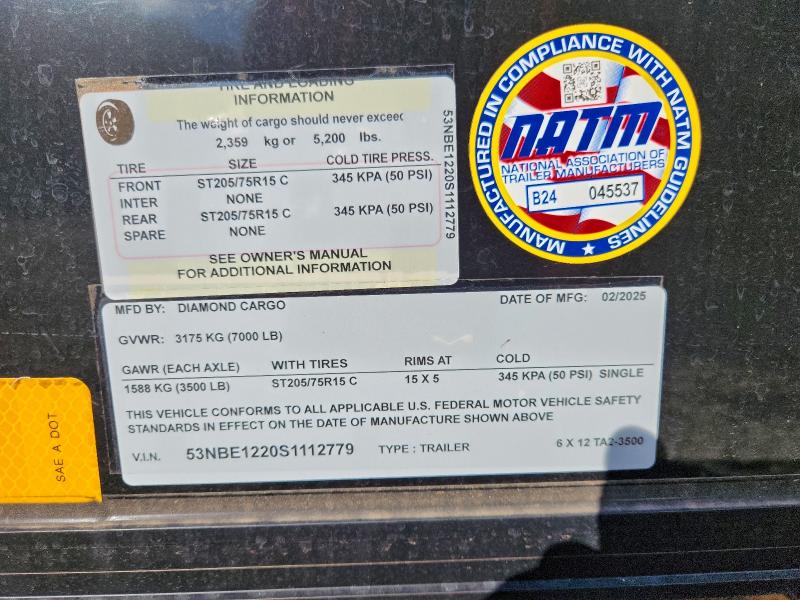 TIRE AND LOADING
INFORMATION
The weight of cargo should never exceed
2,359 kg or 5,200 lbs.
TIRE SIZE COLD TIRE PRESS.
FRONT ST205/75R15 C 345 KPA (50 PSI)
INTER NONE
REAR ST205/75R15 C 345 KPA (50 PSI)
SPARE NONE
SEE OWNER'S MANUAL
FOR ADDITIONAL INFORMATION
53NBE1220S1112779
MANUFACTURED IN COMPLIANCE WITH NATM GUIDELINES
NATM
NATIONAL ASSOCIATION OF
TRAILER MANUFACTURERS
B24 045537
MFD BY: DIAMOND CARGO DATE OF MFG: 02/2025
GVWR: 3175 KG (7000 LB)
GAWR (EACH AXLE) WITH TIRES RIMS AT COLD
1588 KG (3500 LB) ST205/75R15 C 15 X 5 345 KPA (50 PSI) SINGLE
THIS VEHICLE CONFORMS TO ALL APPLICABLE U.S. FEDERAL MOTOR VEHICLE SAFETY
STANDARDS IN EFFECT ON THE DATE OF MANUFACTURE SHOWN ABOVE
V.I.N. 53NBE1220S1112779 TYPE : TRAILER 6 X 12 TA2-3500
SAE A DOT